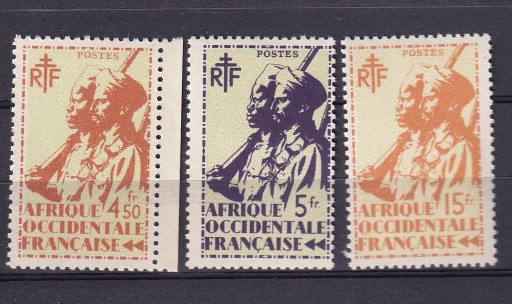 POSTES
RF
4 fr 50
AFRIQUE
OCCIDENTALE
FRANÇAISE
POSTES
RF
5 fr.
AFRIQUE
OCCIDENTALE
FRANÇAISE
POSTES
RF
15 fr
AFRIQUE
OCCIDENTALE
FRANÇAISE